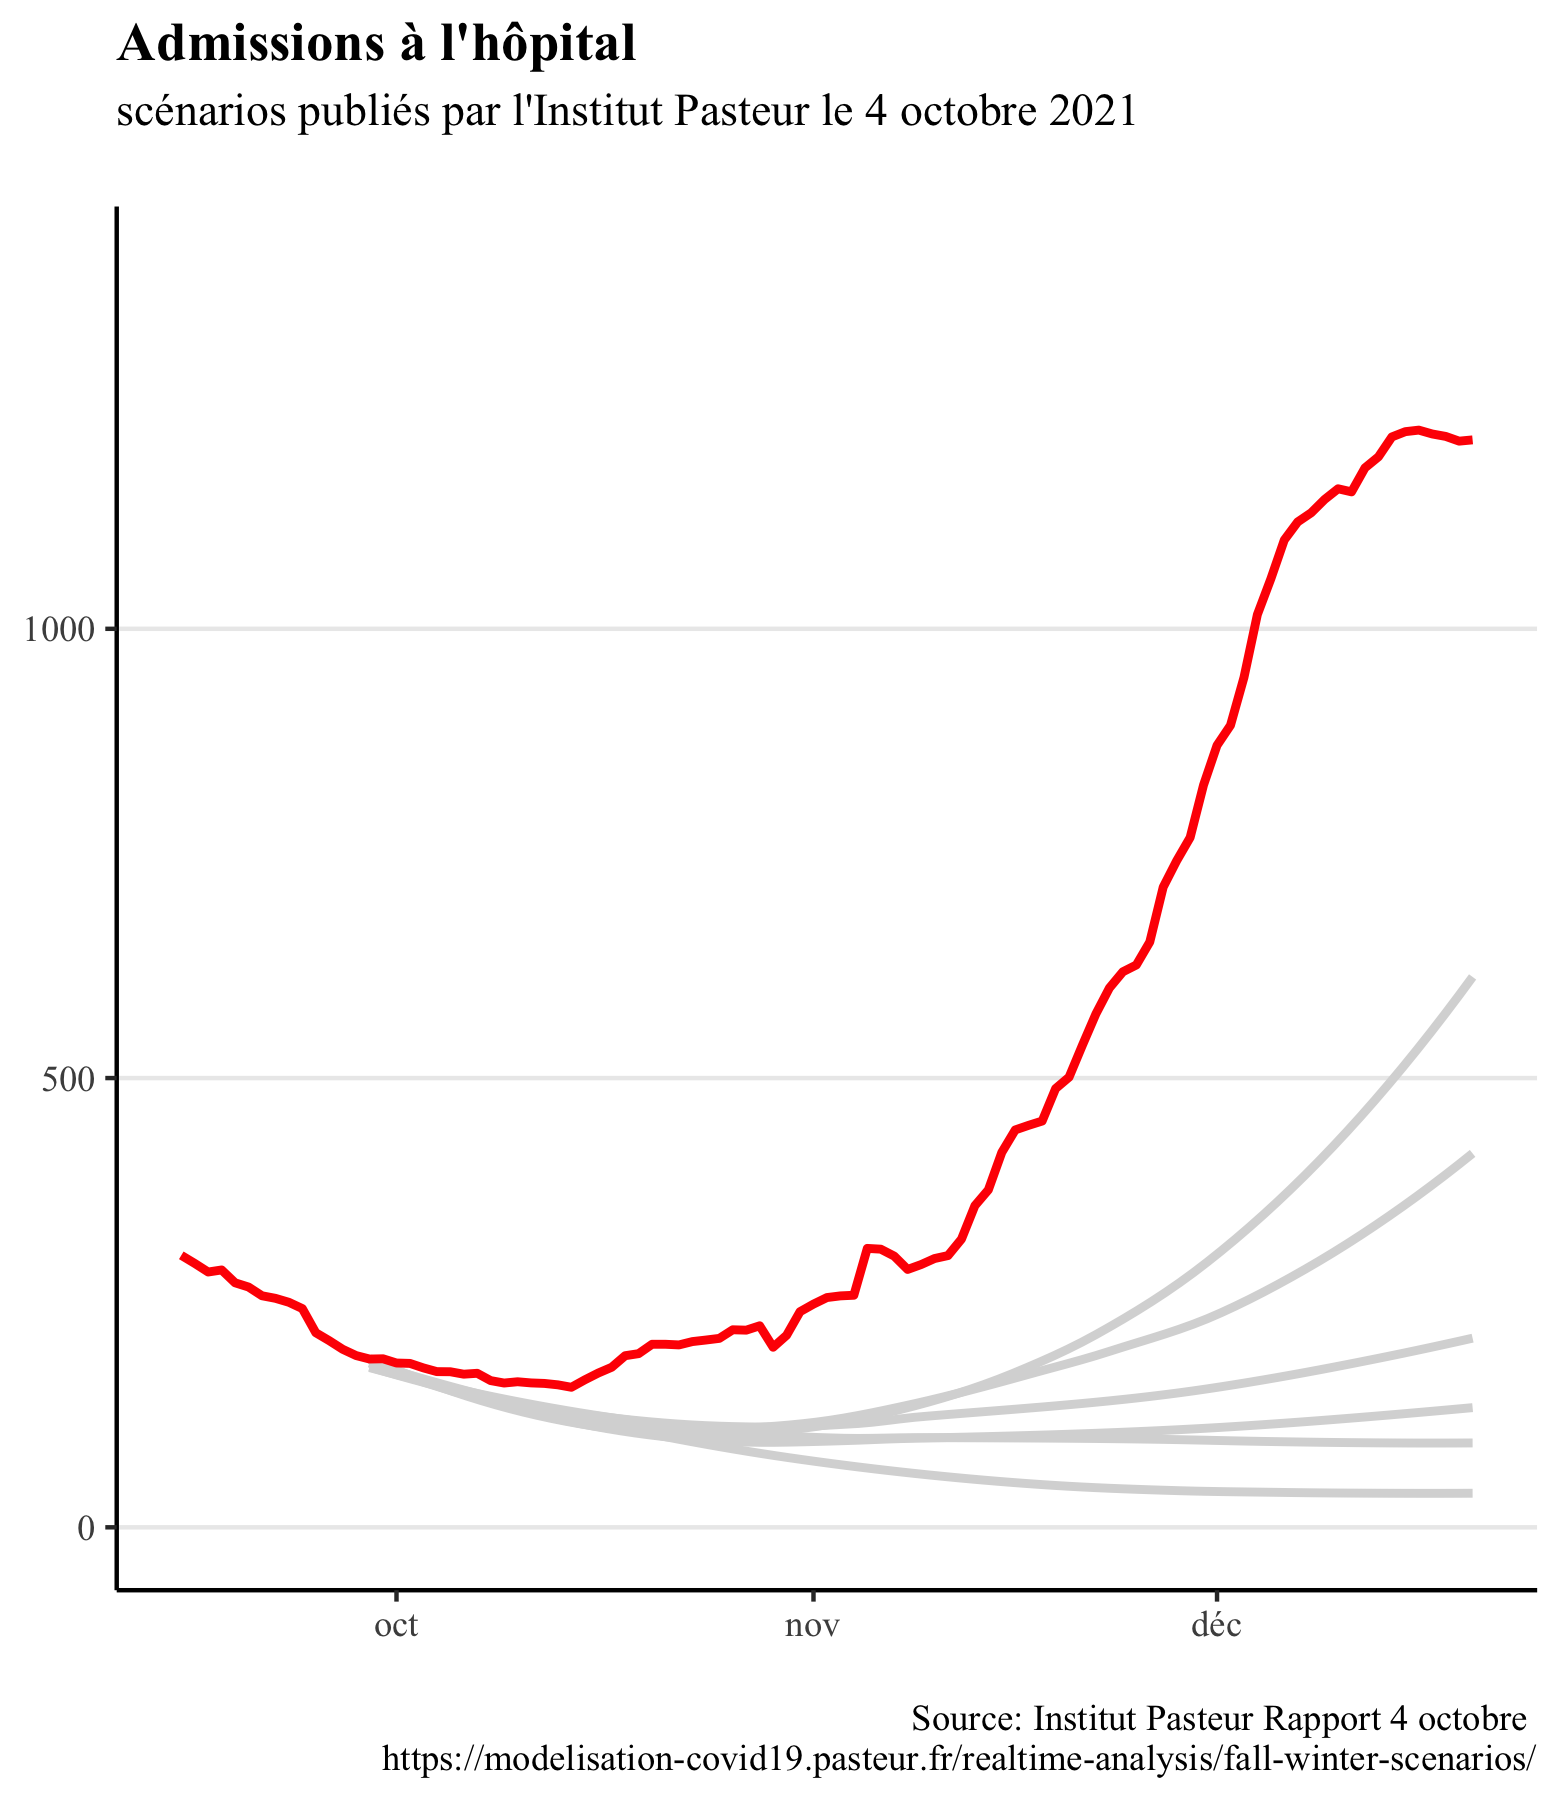 Admissions à l'hôpital
scénarios publiés par l'Institut Pasteur le 4 octobre 2021
1000
500
0
oct
nov
déc
Source: Institut Pasteur Rapport 4 octobre
https://modelisation-covid19.pasteur.fr/realtime-analysis/fall-winter-scenarios/